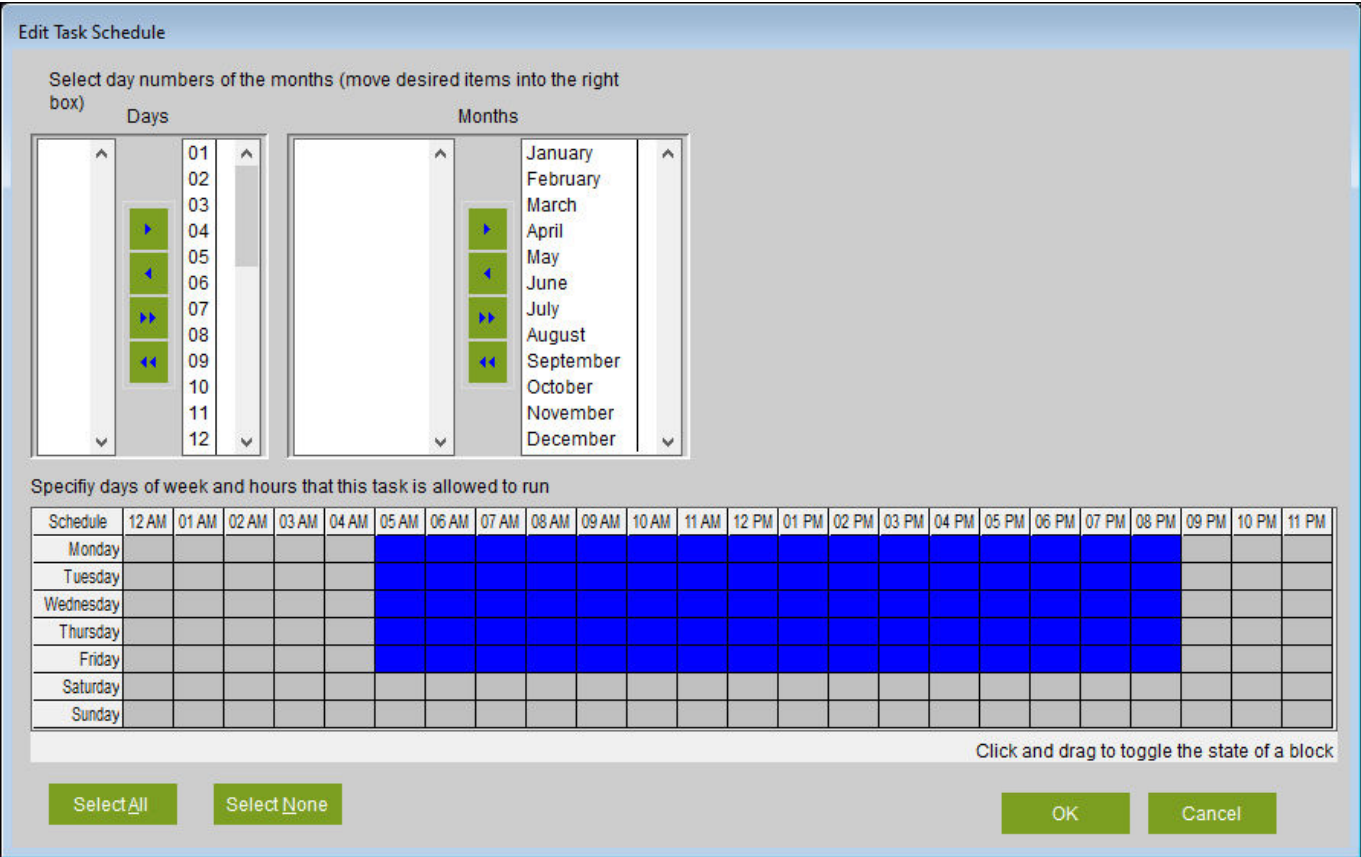 Edit Task Schedule
Select day numbers of the months (move desired items into the right
box)
Days
Months
01
02
03
04
05
06
07
08
09
10
11
12
January
February
March
April
May
June
July
August
September
October
November
December
Specifiy days of week and hours that this task is allowed to run
Schedule 12 AM 01 AM 02 AM 03 AM 04 AM 05 AM 06 AM 07 AM 08 AM 09 AM 10 AM 11 AM 12 PM 01 PM 02 PM 03 PM 04 PM 05 PM 06 PM 07 PM 08 PM 09 PM 10 PM 11 PM
Monday
Tuesday
Wednesday
Thursday
Friday
Saturday
Sunday
Click and drag to toggle the state of a block
Select All
Select None
OK
Cancel